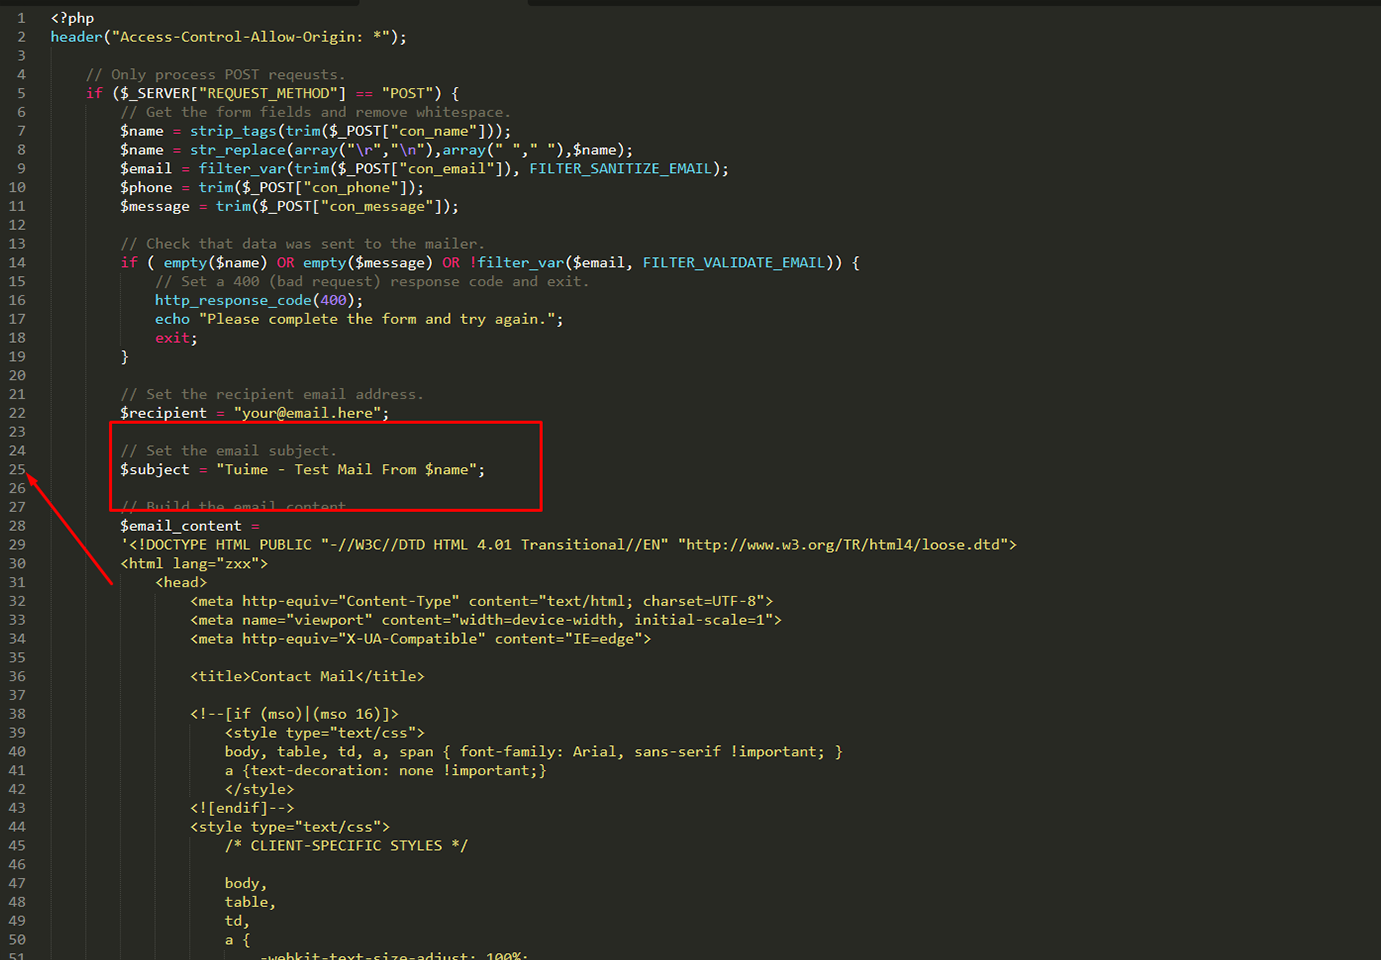 1 <?php
2 header("Access-Control-Allow-Origin: *");
3
4 // Only process POST reqeusts.
5 if ($_SERVER["REQUEST_METHOD"] == "POST") {
6 // Get the form fields and remove whitespace.
7 $name = strip_tags(trim($_POST["con_name"]));
8 $name = str_replace(array("\r","\n"),array(" "," "),$name);
9 $email = filter_var(trim($_POST["con_email"]), FILTER_SANITIZE_EMAIL);
10 $phone = trim($_POST["con_phone"]);
11 $message = trim($_POST["con_message"]);
12
13 // Check that data was sent to the mailer.
14 if ( empty($name) OR empty($message) OR !filter_var($email, FILTER_VALIDATE_EMAIL)) {
15 // Set a 400 (bad request) response code and exit.
16 http_response_code(400);
17 echo "Please complete the form and try again.";
18 exit;
19 }
20
21 // Set the recipient email address.
22 $recipient = "your@email.here";
23
24 // Set the email subject.
25 $subject = "Tuime - Test Mail From $name";
26
27 // Build the email content
28 $email_content =
29 '<!DOCTYPE HTML PUBLIC "-//W3C//DTD HTML 4.01 Transitional//EN" "http://www.w3.org/TR/html4/loose.dtd">
30 <html lang="zxx">
31 <head>
32 <meta http-equiv="Content-Type" content="text/html; charset=UTF-8">
33 <meta name="viewport" content="width=device-width, initial-scale=1">
34 <meta http-equiv="X-UA-Compatible" content="IE=edge">
35
36 <title>Contact Mail</title>
37
38 <!--[if (mso)|(mso 16)]>
39 <style type="text/css">
40 body, table, td, a, span { font-family: Arial, sans-serif !important; }
41 a {text-decoration: none !important;}
42 </style>
43 <![endif]-->
44 <style type="text/css">
45 /* CLIENT-SPECIFIC STYLES */
46
47 body,
48 table,
49 td,
50 a {
51 -webkit-text-size-adjust: 100%;